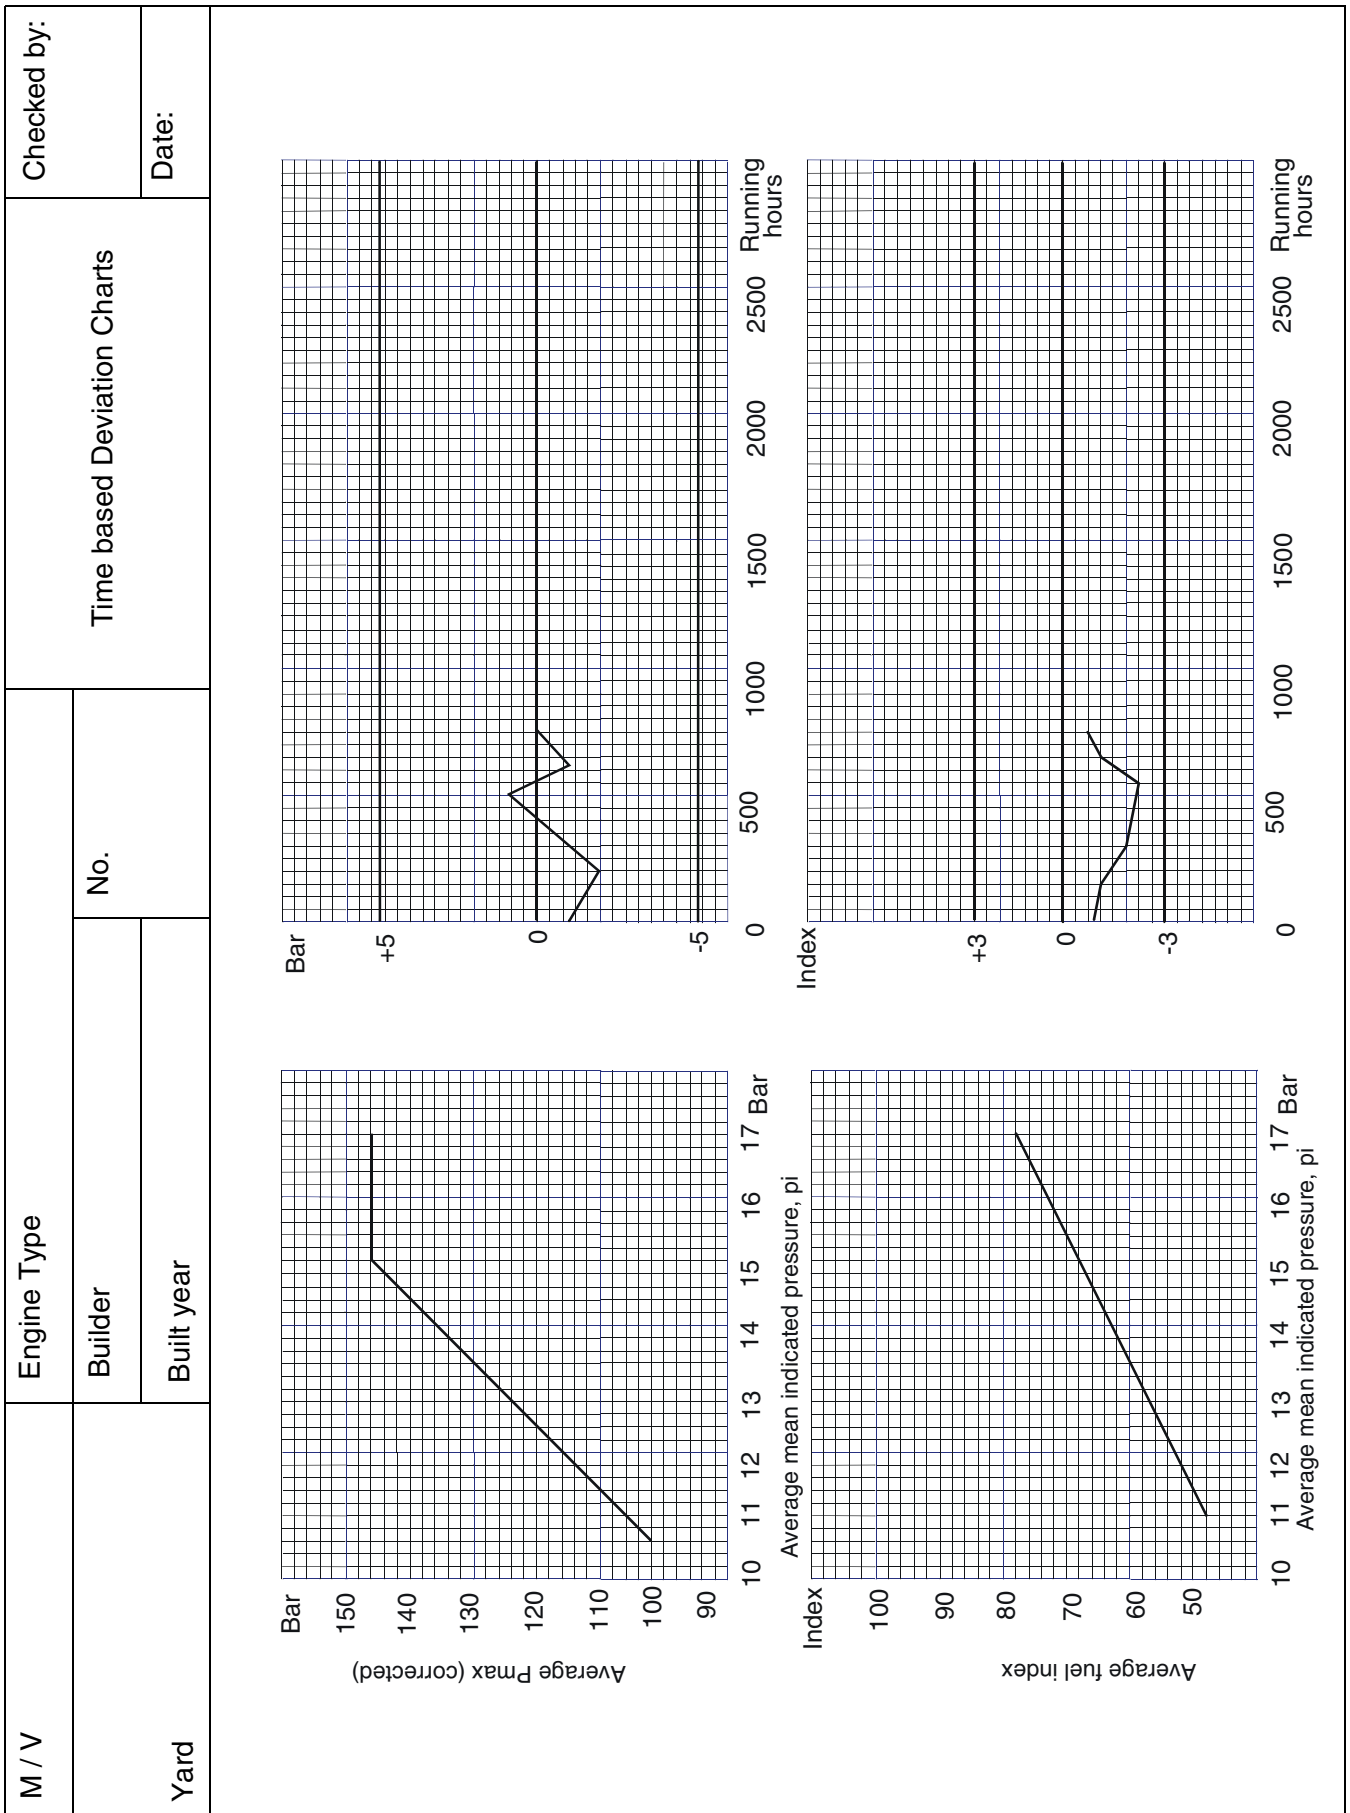 M / V
Engine Type
Time based Deviation Charts
Checked by:
Builder
No.
Yard
Built year
Date:
Bar
150
140
130
120
110
100
90
Average Pmax (corrected)
10 11 12 13 14 15 16 17 Bar
Average mean indicated pressure, pi
Bar
+5
0
-5
0 500 1000 1500 2000 2500 Running
hours
Index
100
90
80
70
60
50
Average fuel index
10 11 12 13 14 15 16 17 Bar
Average mean indicated pressure, pi
Index
+3
0
-3
0 500 1000 1500 2000 2500 Running
hours